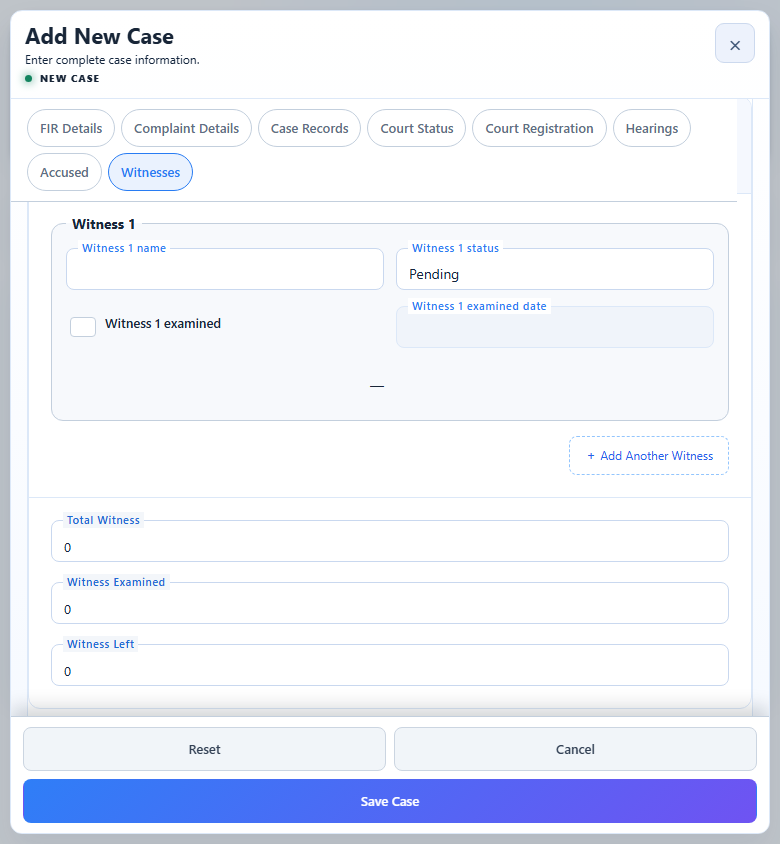 Add New Case
Enter complete case information.
NEW CASE
×
FIR Details
Complaint Details
Case Records
Court Status
Court Registration
Hearings
Accused
Witnesses
Witness 1
Witness 1 name
Witness 1 status
Pending
Witness 1 examined
Witness 1 examined date
—
+ Add Another Witness
Total Witness
0
Witness Examined
0
Witness Left
0
Reset
Cancel
Save Case